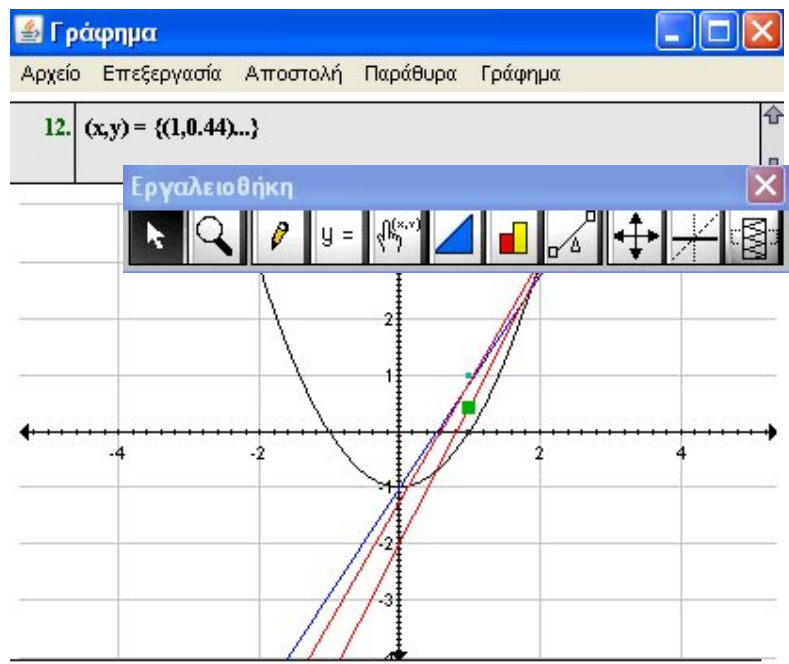 Γράφημα
Αρχείο Επεξεργασία Αποστολή Παράθυρα Γράφημα
12. (x,y) = {(1,0.44)...}
Εργαλειοθήκη
y = (x,y)
2
1
-4 -2 2 4
-1
-2
-3